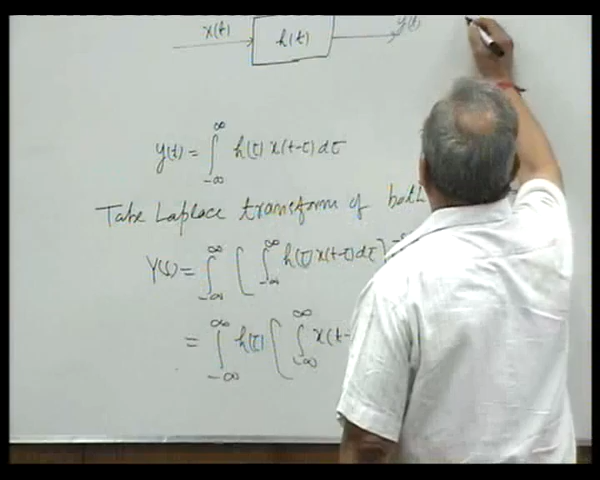 x(t) h(t) y(t)
y(t) = ∫_{-∞}^{∞} h(τ) x(t-τ) dτ
Take Laplace transform of both
Y(s) = ∫_{-∞}^{∞} [ ∫_{-∞}^{∞} h(τ) x(t-τ) dτ }
= ∫_{-∞}^{∞} h(τ) [ ∫_{-∞}^{∞} x(t-